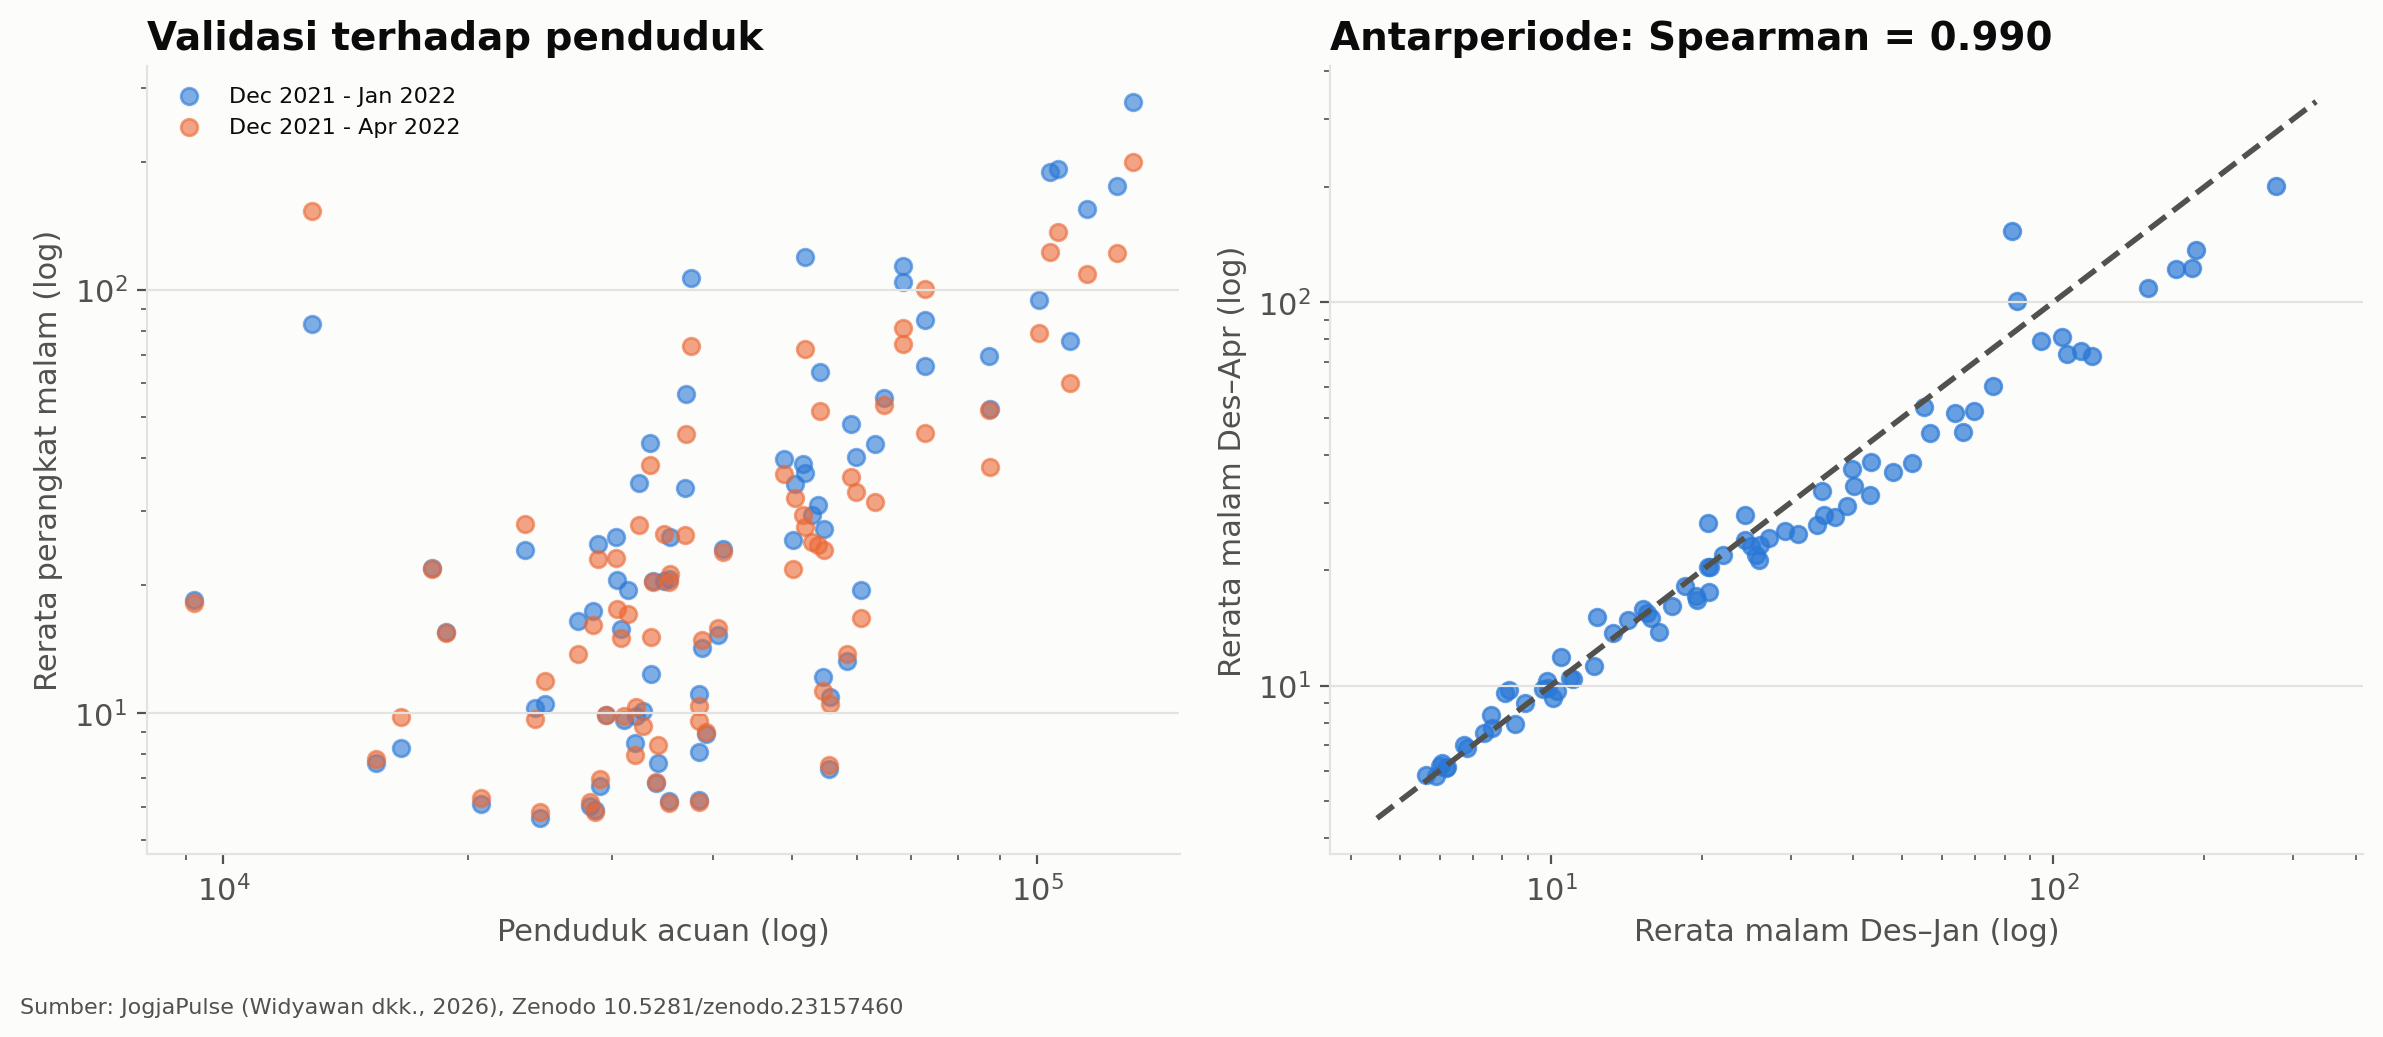 Validasi terhadap penduduk
Dec 2021 - Jan 2022
Dec 2021 - Apr 2022
Rerata perangkat malam (log)
10²
10¹
10⁴
10⁵
Penduduk acuan (log)
Antarperiode: Spearman = 0.990
Rerata malam Des–Apr (log)
10²
10¹
10¹
10²
Rerata malam Des–Jan (log)
Sumber: JogjaPulse (Widyawan dkk., 2026), Zenodo 10.5281/zenodo.23157460